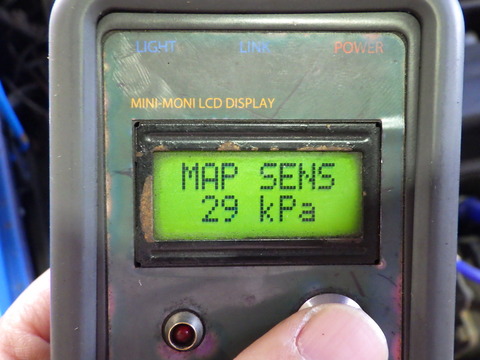 LIGHT LINK POWER
MINI-MONI LCD DISPLAY
MAP SENS
29 kPa